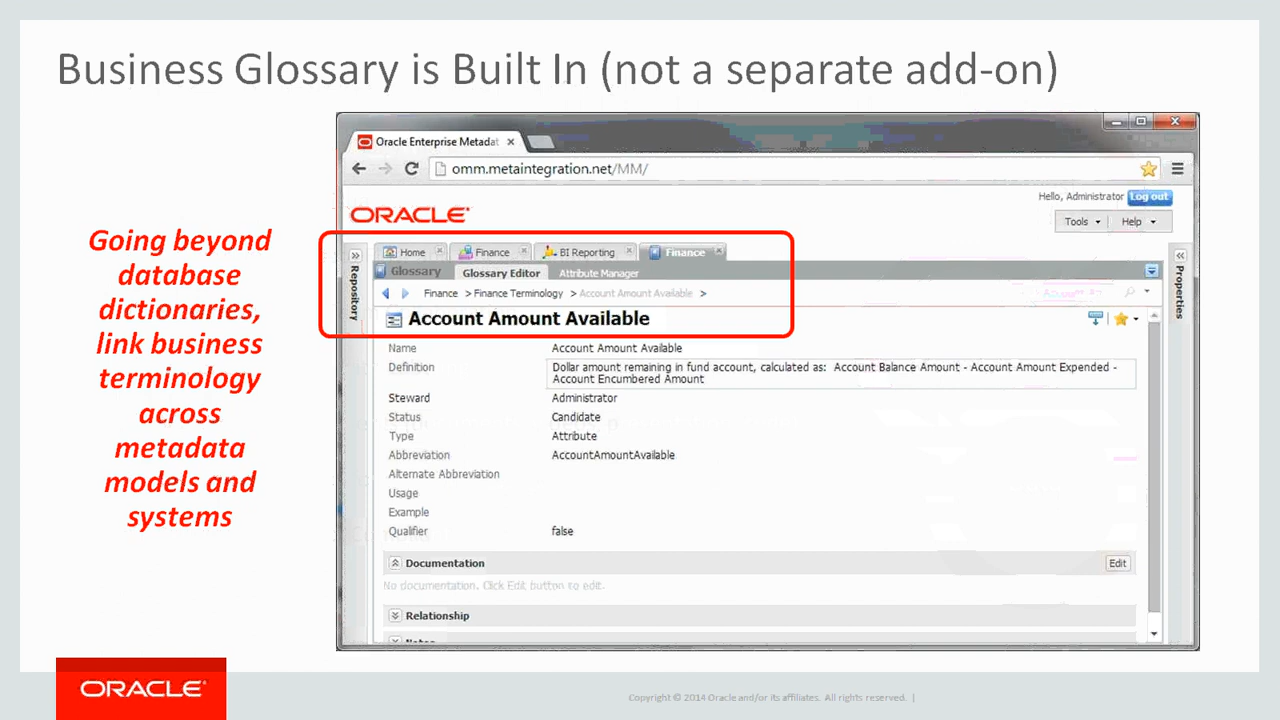 Business Glossary is Built In (not a separate add-on)
Going beyond
database
dictionaries,
link business
terminology
across
metadata
models and
systems
Oracle Enterprise Metadat
omm.metaintegration.net/MM/
Hello, Administrator Log out
ORACLE
Tools Help
Home Finance BI Reporting Finance
Glossary Glossary Editor Attribute Manager
Repository
Properties
Finance > Finance Terminology > Account Amount Available >
Account Amount Available
Name Account Amount Available
Definition Dollar amount remaining in fund account, calculated as: Account Balance Amount - Account Amount Expended -
Account Encumbered Amount
Steward Administrator
Status Candidate
Type Attribute
Abbreviation AccountAmountAvailable
Alternate Abbreviation
Usage
Example
Qualifier false
Documentation Edit
No documentation. Click Edit button to edit.
Relationship
Notes
ORACLE
Copyright © 2014 Oracle and/or its affiliates. All rights reserved. |